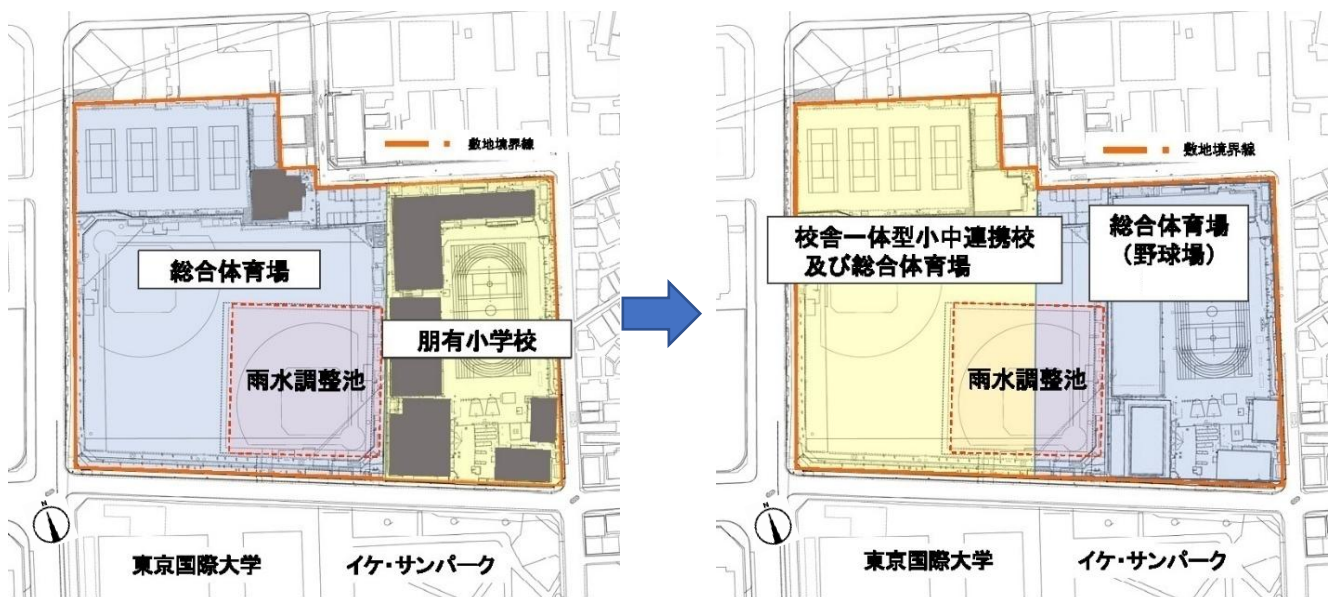 敷地境界線
総合体育場
朋有小学校
雨水調整池
N
東京国際大学
イケ・サンパーク
敷地境界線
校舎一体型小中連携校
及び総合体育場
総合体育場
(野球場)
雨水調整池
N
東京国際大学
イケ・サンパーク